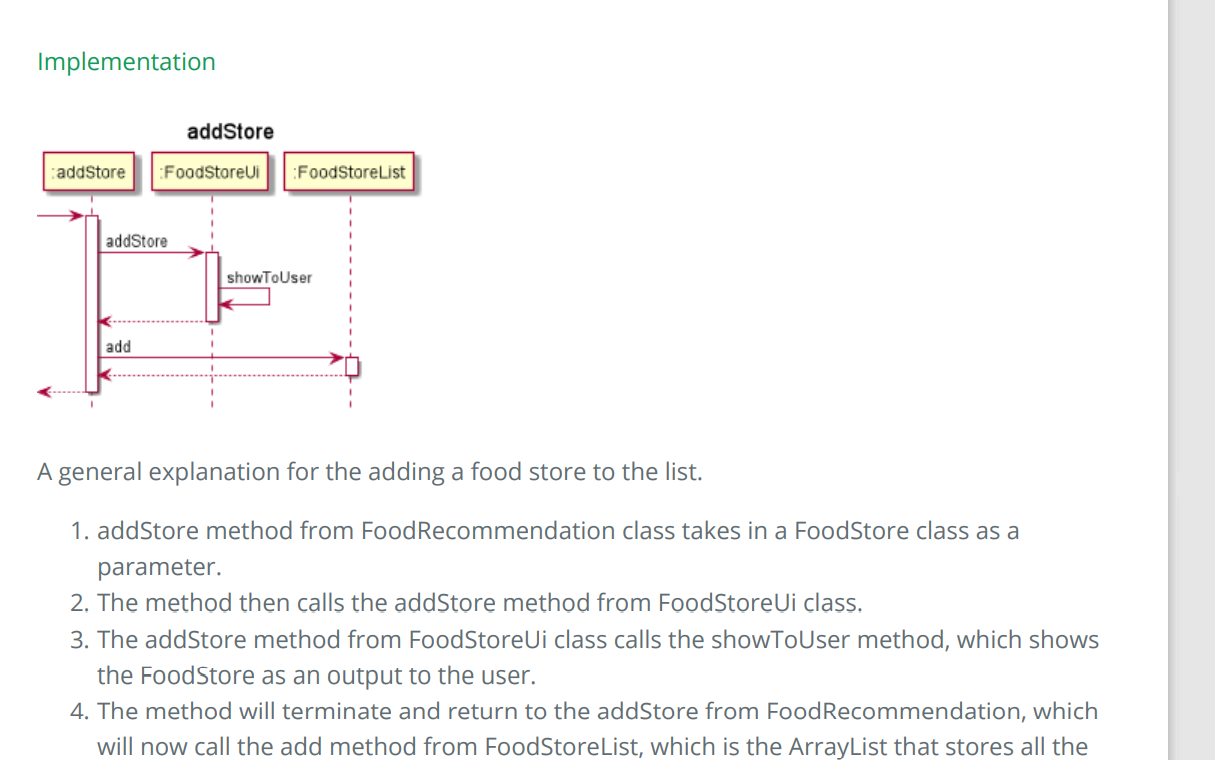 Implementation
addStore
:addStore
:FoodStoreUi
:FoodStoreList
addStore
showToUser
add
A general explanation for the adding a food store to the list.
1. addStore method from FoodRecommendation class takes in a FoodStore class as a
parameter.
2. The method then calls the addStore method from FoodStoreUi class.
3. The addStore method from FoodStoreUi class calls the showToUser method, which shows
the FoodStore as an output to the user.
4. The method will terminate and return to the addStore from FoodRecommendation, which
will now call the add method from FoodStoreList, which is the ArrayList that stores all the